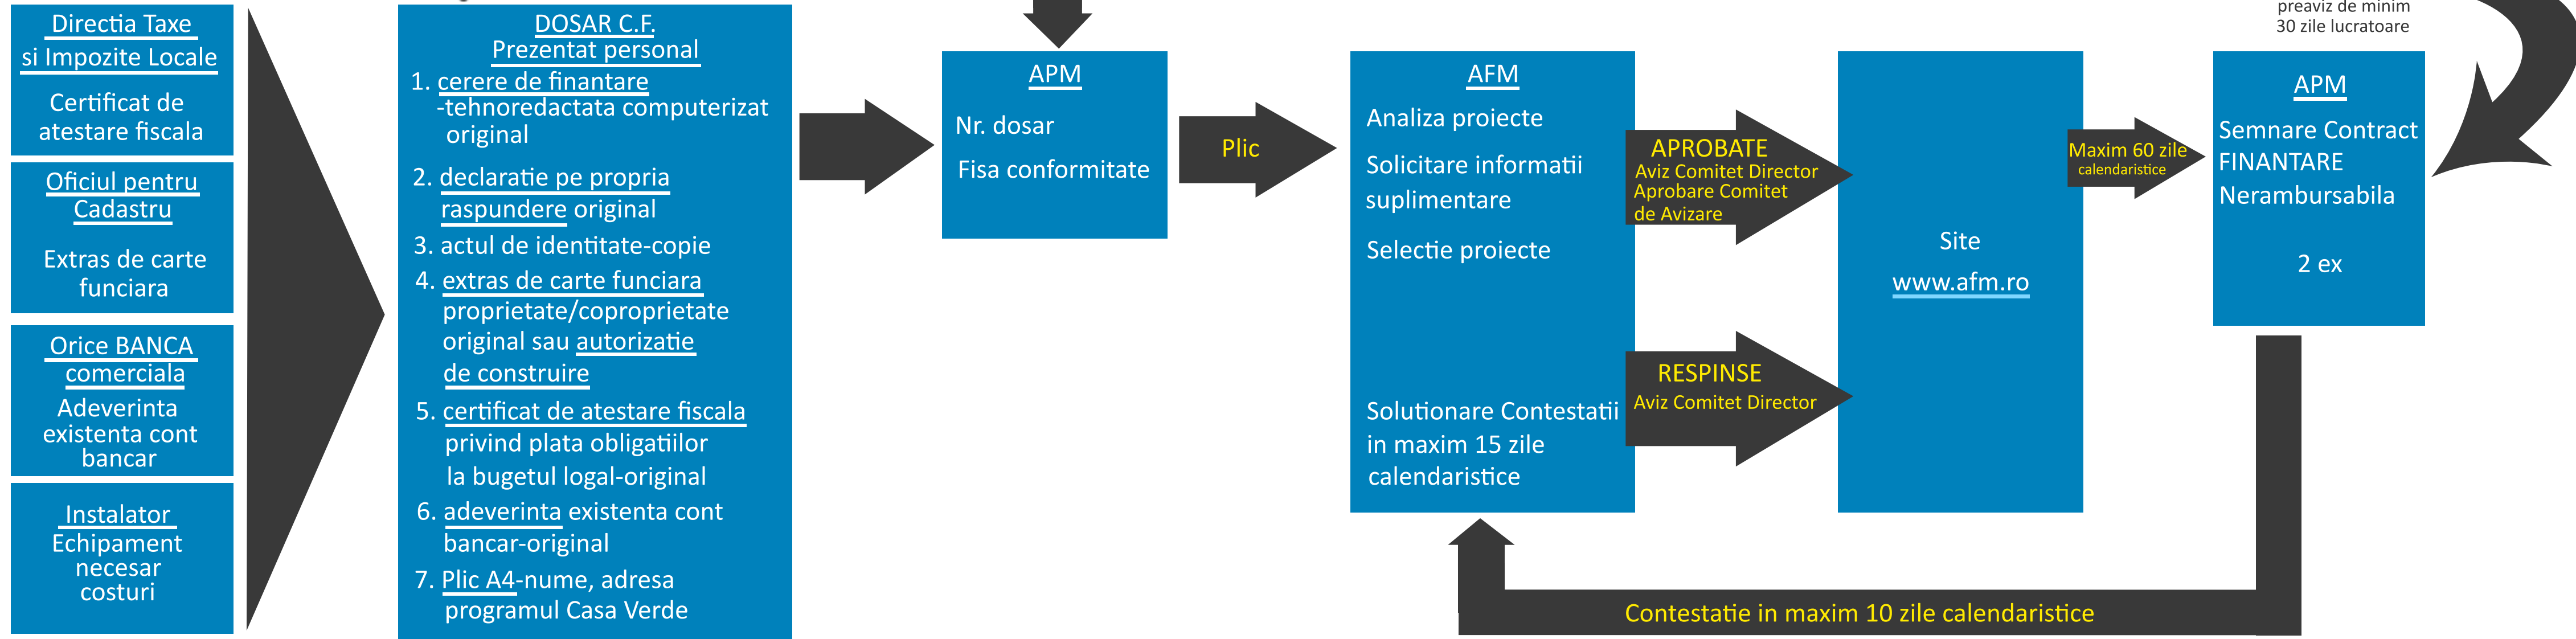 Directia Taxe
si Impozite Locale
Certificat de
atestare fiscala
Oficiul pentru
Cadastru
Extras de carte
funciara
Orice BANCA
comerciala
Adeverinta
existenta cont
bancar
Instalator
Echipament
necesar
costuri
DOSAR C.F.
Prezentat personal
1. cerere de finantare
-tehnoredactata computerizat
original
2. declaratie pe propria
raspundere original
3. actul de identitate-copie
4. extras de carte funciara
proprietate/coproprietate
original sau autorizatie
de construire
5. certificat de atestare fiscala
privind plata obligatiilor
la bugetul logal-original
6. adeverinta existenta cont
bancar-original
7. Plic A4-nume, adresa
programul Casa Verde
APM
Nr. dosar
Fisa conformitate
Plic
AFM
Analiza proiecte
Solicitare informatii
suplimentare
Selectie proiecte
Solutionare Contestatii
in maxim 15 zile
calendaristice
APROBATE
Aviz Comitet Director
Aprobare Comitet
de Avizare
RESPINSE
Aviz Comitet Director
Site
www.afm.ro
Maxim 60 zile
calendaristice
preaviz de minim
30 zile lucratoare
APM
Semnare Contract
FINANTARE
Nerambursabila
2 ex
Contestatie in maxim 10 zile calendaristice